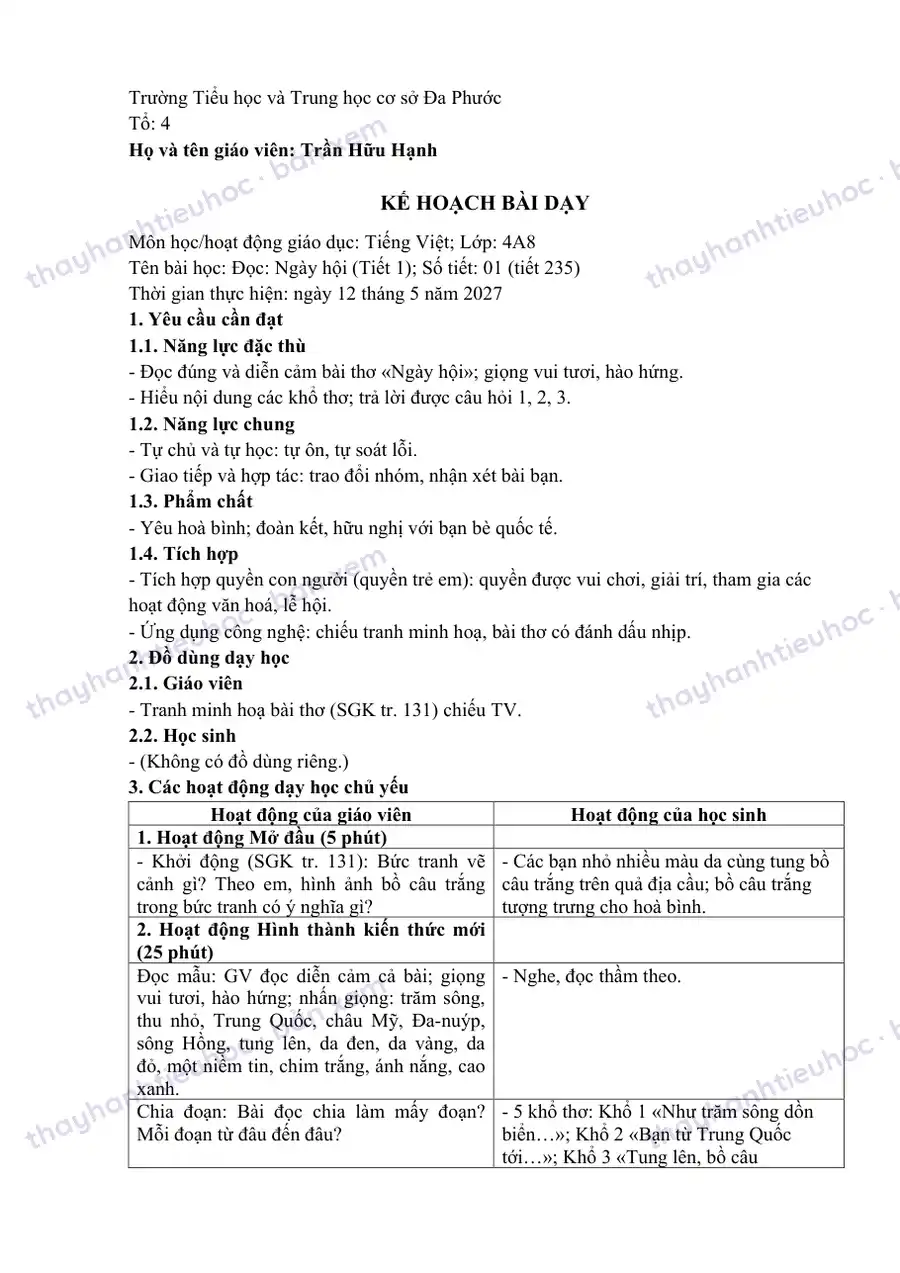 Trường Tiểu học và Trung học cơ sở Đa Phước
Tổ: 4
Họ và tên giáo viên: Trần Hữu Hạnh
KẾ HOẠCH BÀI DẠY
Môn học/hoạt động giáo dục: Tiếng Việt; Lớp: 4A8
Tên bài học: Đọc: Ngày hội (Tiết 1); Số tiết: 01 (tiết 235)
Thời gian thực hiện: ngày 12 tháng 5 năm 2027
1. Yêu cầu cần đạt
1.1. Năng lực đặc thù
- Đọc đúng và diễn cảm bài thơ «Ngày hội»; giọng vui tươi, hào hứng.
- Hiểu nội dung các khổ thơ; trả lời được câu hỏi 1, 2, 3.
1.2. Năng lực chung
- Tự chủ và tự học: tự ôn, tự soát lỗi.
- Giao tiếp và hợp tác: trao đổi nhóm, nhận xét bài bạn.
1.3. Phẩm chất
- Yêu hoà bình; đoàn kết, hữu nghị với bạn bè quốc tế.
1.4. Tích hợp
- Tích hợp quyền con người (quyền trẻ em): quyền được vui chơi, giải trí, tham gia các
hoạt động văn hoá, lễ hội.
- Ứng dụng công nghệ: chiếu tranh minh hoạ, bài thơ có đánh dấu nhịp.
2. Đồ dùng dạy học
2.1. Giáo viên
- Tranh minh hoạ bài thơ (SGK tr. 131) chiếu TV.
2.2. Học sinh
- (Không có đồ dùng riêng.)
3. Các hoạt động dạy học chủ yếu
Hoạt động của giáo viên
Hoạt động của học sinh
1. Hoạt động Mở đầu (5 phút)
- Khởi động (SGK tr. 131): Bức tranh vẽ
cảnh gì? Theo em, hình ảnh bồ câu trắng
trong bức tranh có ý nghĩa gì?
- Các bạn nhỏ nhiều màu da cùng tung bồ
câu trắng trên quả địa cầu; bồ câu trắng
tượng trưng cho hoà bình.
2. Hoạt động Hình thành kiến thức mới
(25 phút)
Đọc mẫu: GV đọc diễn cảm cả bài; giọng
vui tươi, hào hứng; nhấn giọng: trăm sông,
thu nhỏ, Trung Quốc, châu Mỹ, Đa-nuýp,
sông Hồng, tung lên, da đen, da vàng, da
đỏ, một niềm tin, chim trắng, ánh nắng, cao
xanh.
- Nghe, đọc thầm theo.
Chia đoạn: Bài đọc chia làm mấy đoạn?
Mỗi đoạn từ đâu đến đâu?
- 5 khổ thơ: Khổ 1 «Như trăm sông dồn
biển…»; Khổ 2 «Bạn từ Trung Quốc
tới…»; Khổ 3 «Tung lên, bồ câu
thayhanhtieuhoc · bản xem
thayhanhtieuhoc · b
thayhanhtieuhoc · bản xem
thayhanhtieuhoc · b
thayhanhtieuhoc · bản xem
thayhanhtieuhoc · b